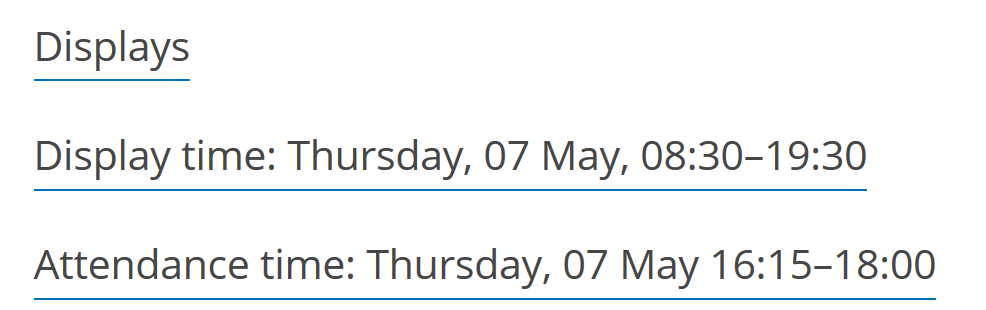 Displays
Display time: Thursday, 07 May, 08:30–19:30
Attendance time: Thursday, 07 May 16:15–18:00